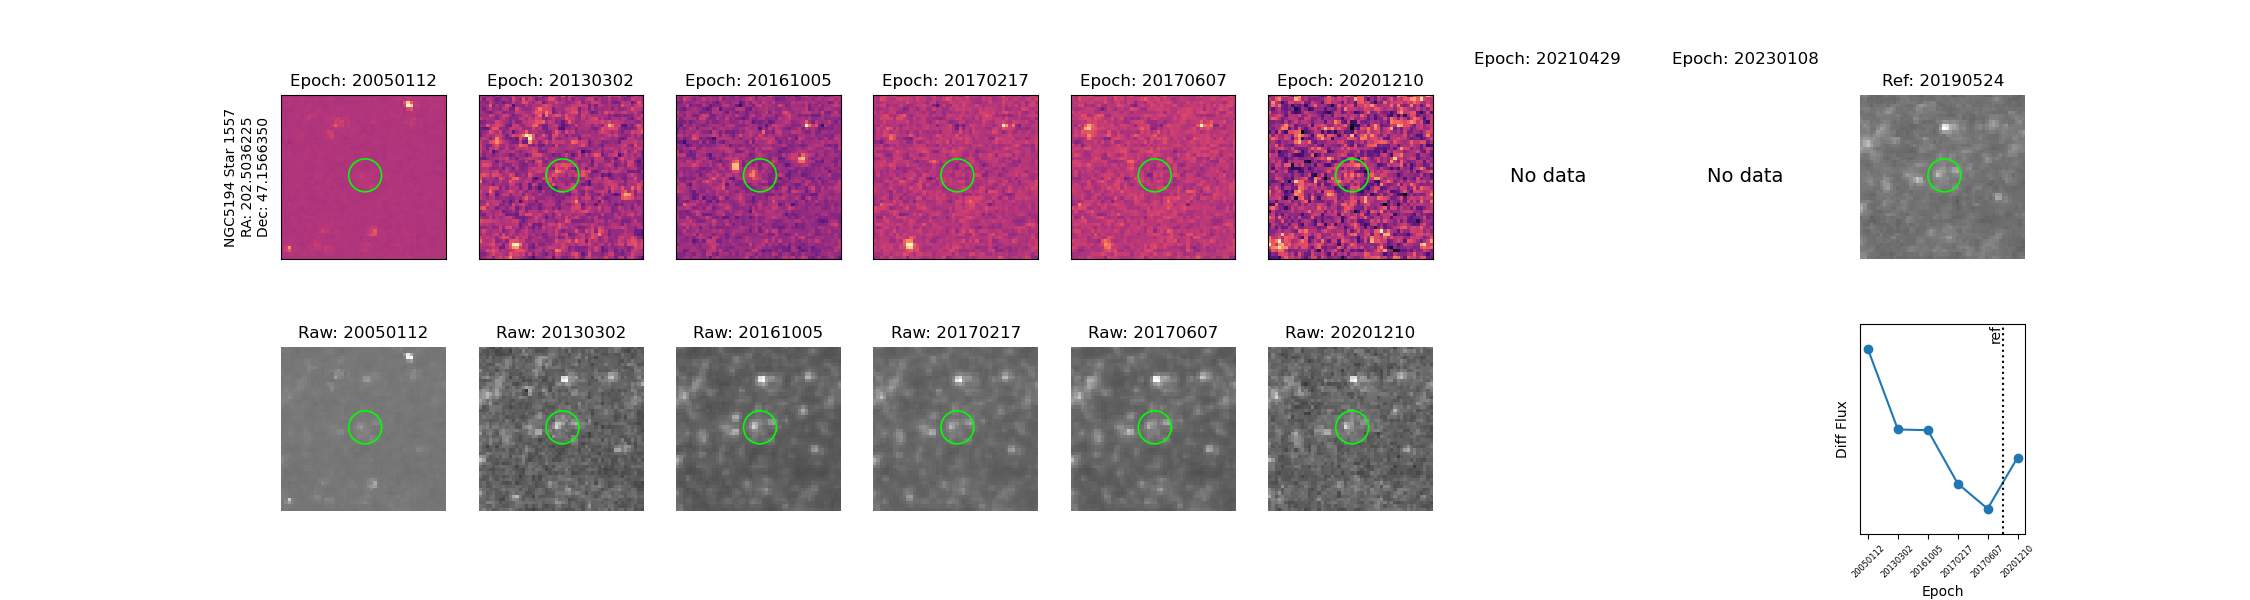 NGC5194 Star 1557
RA: 202.5036225
Dec: 47.1566350
Epoch: 20050112
Epoch: 20130302
Epoch: 20161005
Epoch: 20170217
Epoch: 20170607
Epoch: 20201210
Epoch: 20210429
Epoch: 20230108
Ref: 20190524
No data
No data
Raw: 20050112
Raw: 20130302
Raw: 20161005
Raw: 20170217
Raw: 20170607
Raw: 20201210
ref
Diff Flux
20050112
20130302
20161005
20170217
20170607
20201210
Epoch